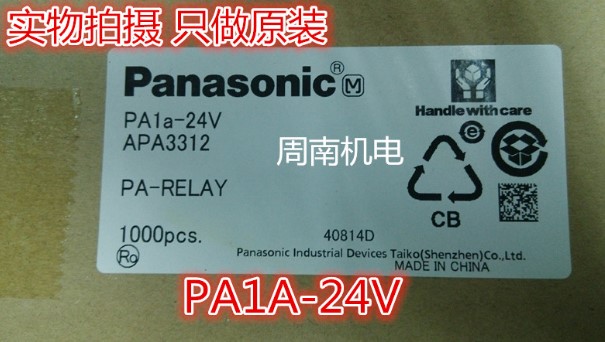 实物拍摄 只做原装
Panasonic® M
Handle with care
PA1a-24V
APA3312
周南机电
PA-RELAY
CB
1000pcs.
40814D
Ro
Panasonic Industrial Devices Taiko(Shenzhen)Co.,Ltd.
MADE IN CHINA
PA1A-24V